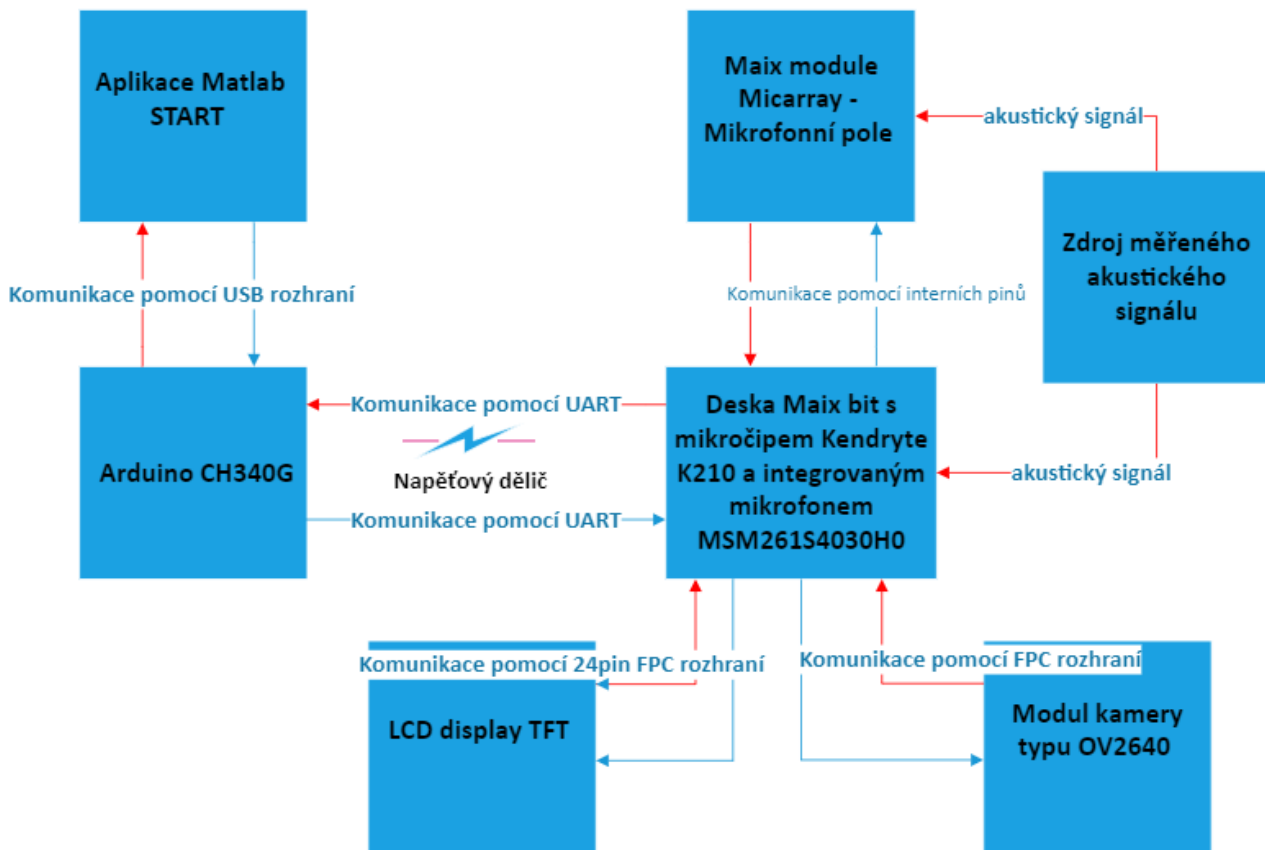 Aplikace Matlab
START
Maix module
Micarray -
Mikrofonní pole
akustický signál
Zdroj měřeného
akustického
signálu
Komunikace pomocí USB rozhraní
Komunikace pomocí interních pinů
Arduino CH340G
Komunikace pomocí UART
Napěťový dělič
Komunikace pomocí UART
Deska Maix bit s
mikročipem Kendryte
K210 a integrovaným
mikrofonem
MSM261S4030H0
akustický signál
Komunikace pomocí 24pin FPC rozhraní
LCD display TFT
Komunikace pomocí FPC rozhraní
Modul kamery
typu OV2640